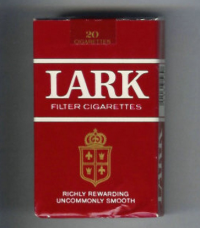 20
CIGARETTES
LARK
FILTER CIGARETTES
RICHLY REWARDING
UNCOMMONLY SMOOTH